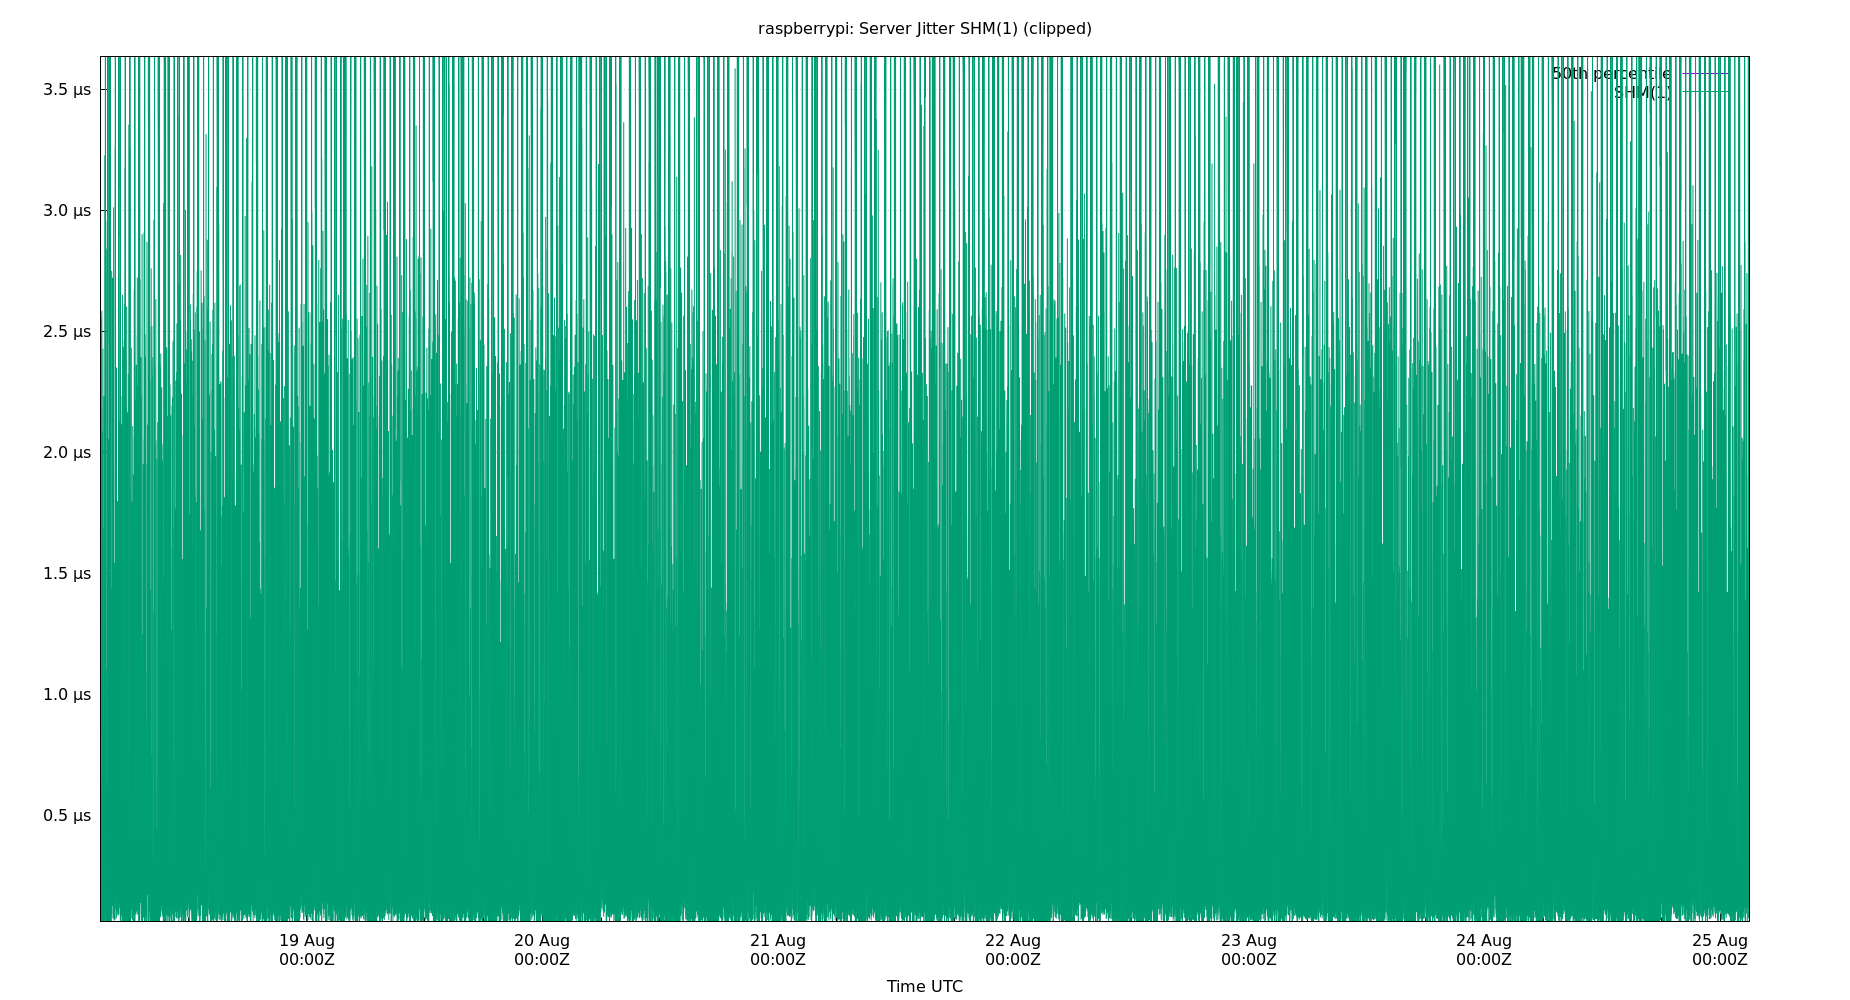 raspberrypi: Server Jitter SHM(1) (clipped)
50th percentile
SHM(1)
3.5 μs
3.0 μs
2.5 μs
2.0 μs
1.5 μs
1.0 μs
0.5 μs
19 Aug 20 Aug 21 Aug 22 Aug 23 Aug 24 Aug 25 Aug
00:00Z 00:00Z 00:00Z 00:00Z 00:00Z 00:00Z 00:00Z
Time UTC